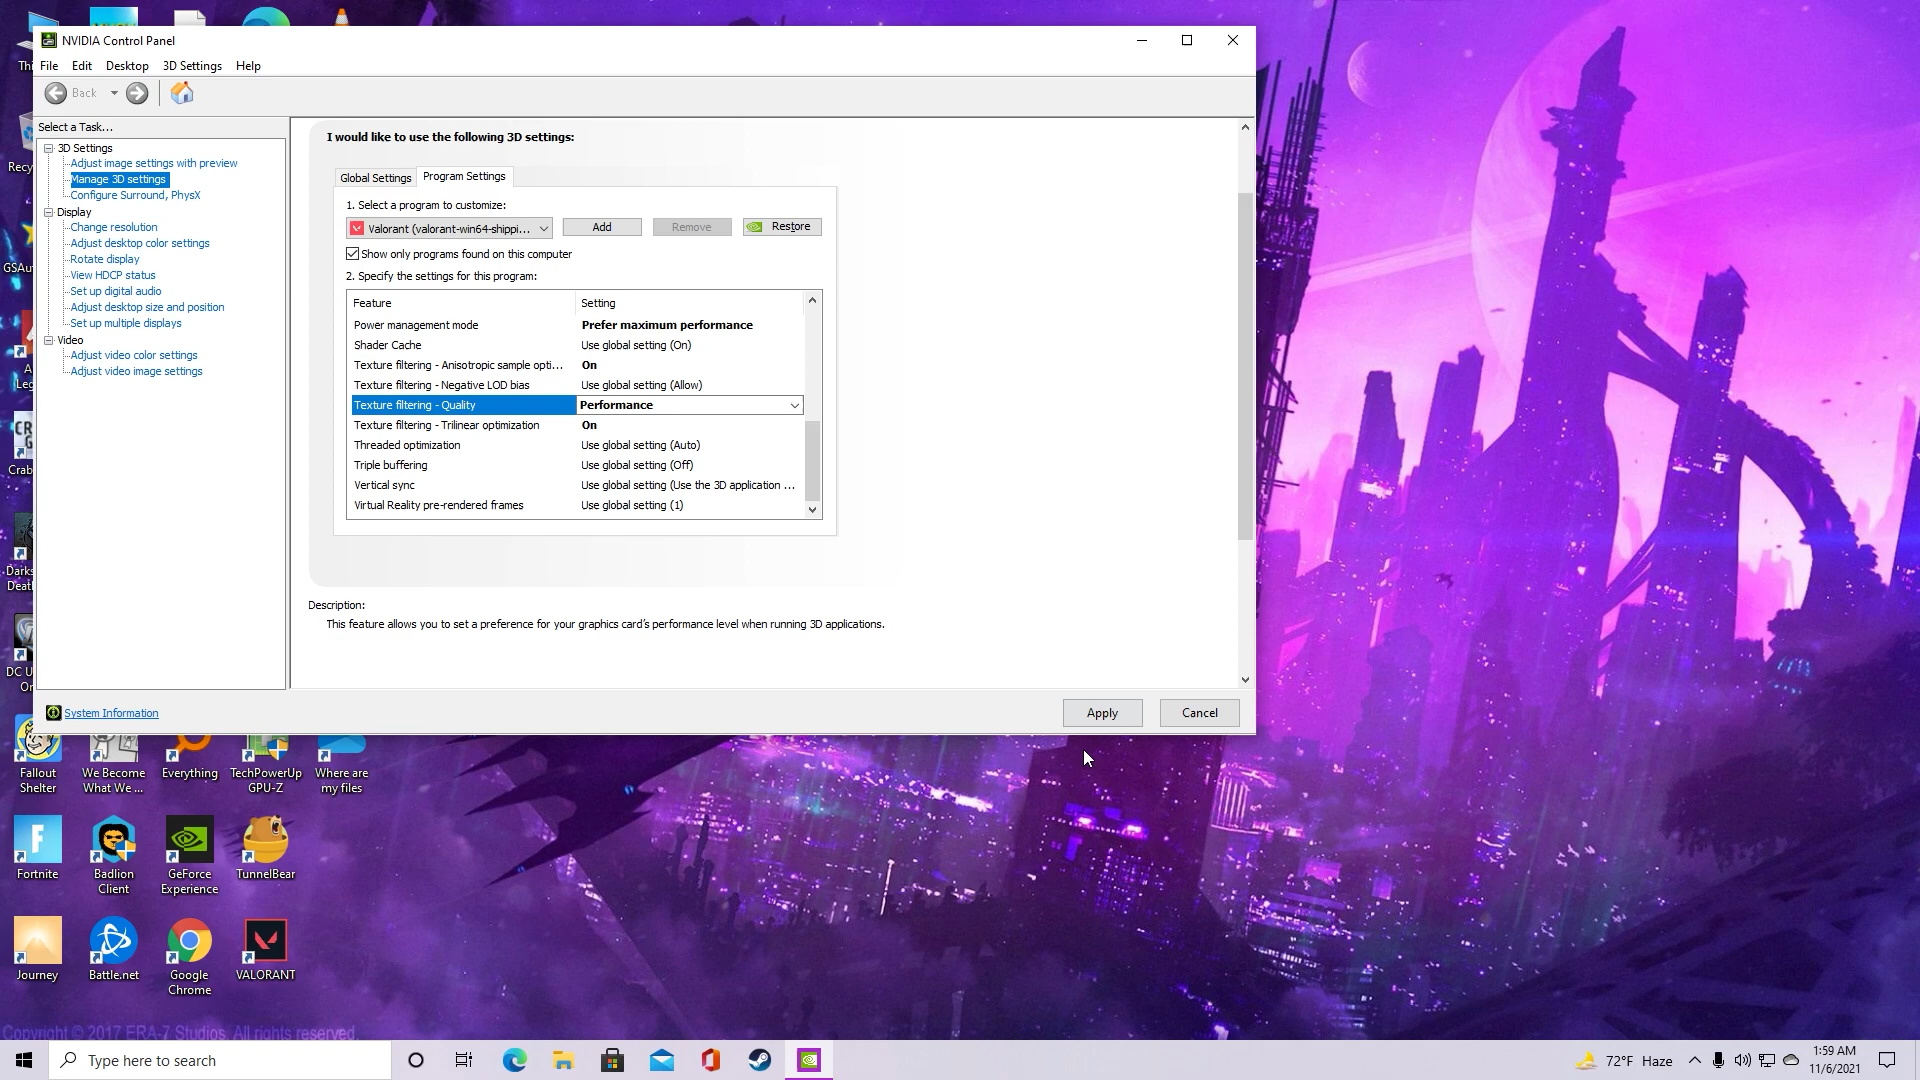 NVIDIA Control Panel
File Edit Desktop 3D Settings Help
Back
Select a Task...
3D Settings
Adjust image settings with preview
Manage 3D settings
Configure Surround, PhysX
Display
Change resolution
Adjust desktop color settings
Rotate display
View HDCP status
Set up digital audio
Adjust desktop size and position
Set up multiple displays
Video
Adjust video color settings
Adjust video image settings
System Information
I would like to use the following 3D settings:
Global Settings Program Settings
1. Select a program to customize:
Valorant (valorant-win64-shippi... Add Remove Restore
Show only programs found on this computer
2. Specify the settings for this program:
Feature Setting
Power management mode Prefer maximum performance
Shader Cache Use global setting (On)
Texture filtering - Anisotropic sample opti... On
Texture filtering - Negative LOD bias Use global setting (Allow)
Texture filtering - Quality Performance
Texture filtering - Trilinear optimization On
Threaded optimization Use global setting (Auto)
Triple buffering Use global setting (Off)
Vertical sync Use global setting (Use the 3D application ...
Virtual Reality pre-rendered frames Use global setting (1)
Description:
This feature allows you to set a preference for your graphics card's performance level when running 3D applications.
Apply Cancel
Thi
Recy
GSAu
A
Leg
CR
G
Crab
Darks
Death
DC U
On
Fallout
Shelter
We Become
What We ...
Everything
TechPowerUp
GPU-Z
Where are
my files
Fortnite
Badlion
Client
GeForce
Experience
TunnelBear
Journey
Battle.net
Google
Chrome
VALORANT
Copyright © 2017 ERA-7 Studios. All rights reserved.
Type here to search
72°F Haze
1:59 AM
11/6/2021